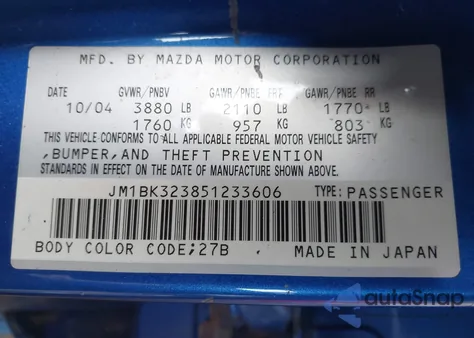 MFD. BY MAZDA MOTOR CORPORATION
DATE GVWR/PNBV GAWR/PNBE FRT GAWR/PNBE RR
10/04 3880 LB 2110 LB 1770 LB
1760 KG 957 KG 803 KG
THIS VEHICLE CONFORMS TO ALL APPLICABLE FEDERAL MOTOR VEHICLE SAFETY
,BUMPER,AND THEFT PREVENTION
STANDARDS IN EFFECT ON THE DATE OF MANUFACTURE SHOWN ABOVE.
JM1BK323851233606 TYPE: PASSENGER
BODY COLOR CODE;27B MADE IN JAPAN
autoSnap